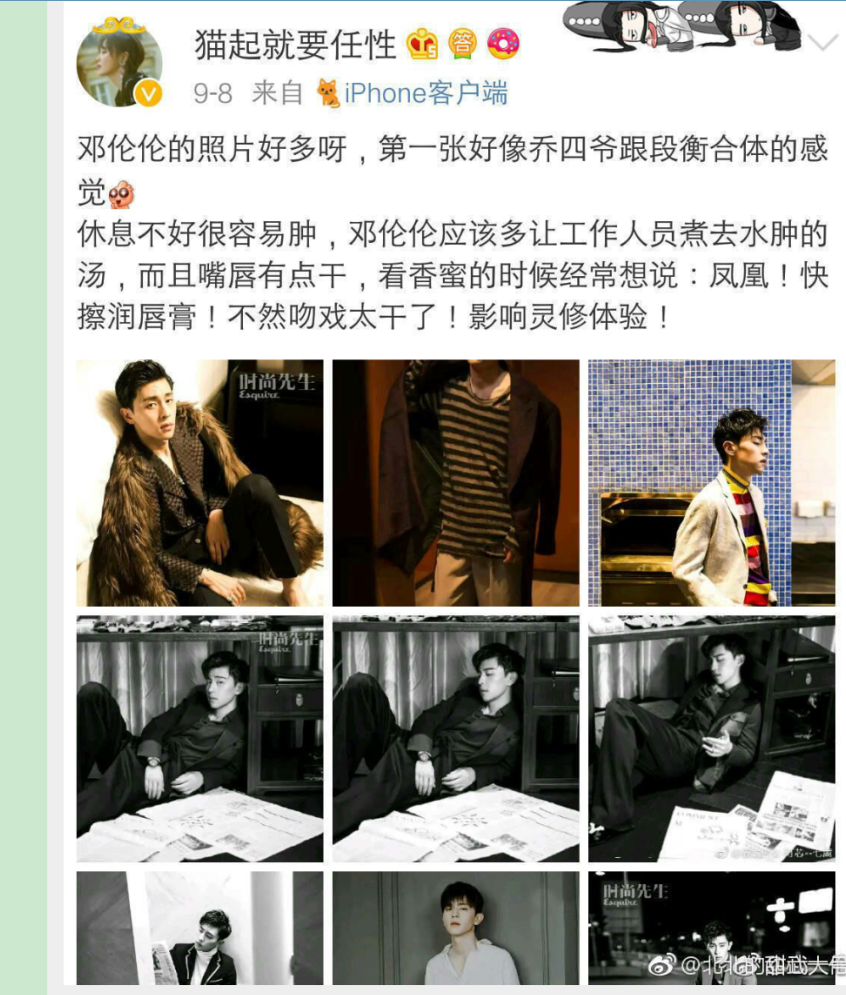 猫起就要任性
9-8 来自 iPhone客户端
邓伦伦的照片好多呀，第一张好像乔四爷跟段衡合体的感
觉
休息不好很容易肿，邓伦伦应该多让工作人员煮去水肿的
汤，而且嘴唇有点干，看香蜜的时候经常想说：凤凰！快
擦润唇膏！不然吻戏太干了！影响灵修体验！
时尚先生
Esquire
时尚先生
Esquire
时尚先生
Esquire
@北北的甜武大